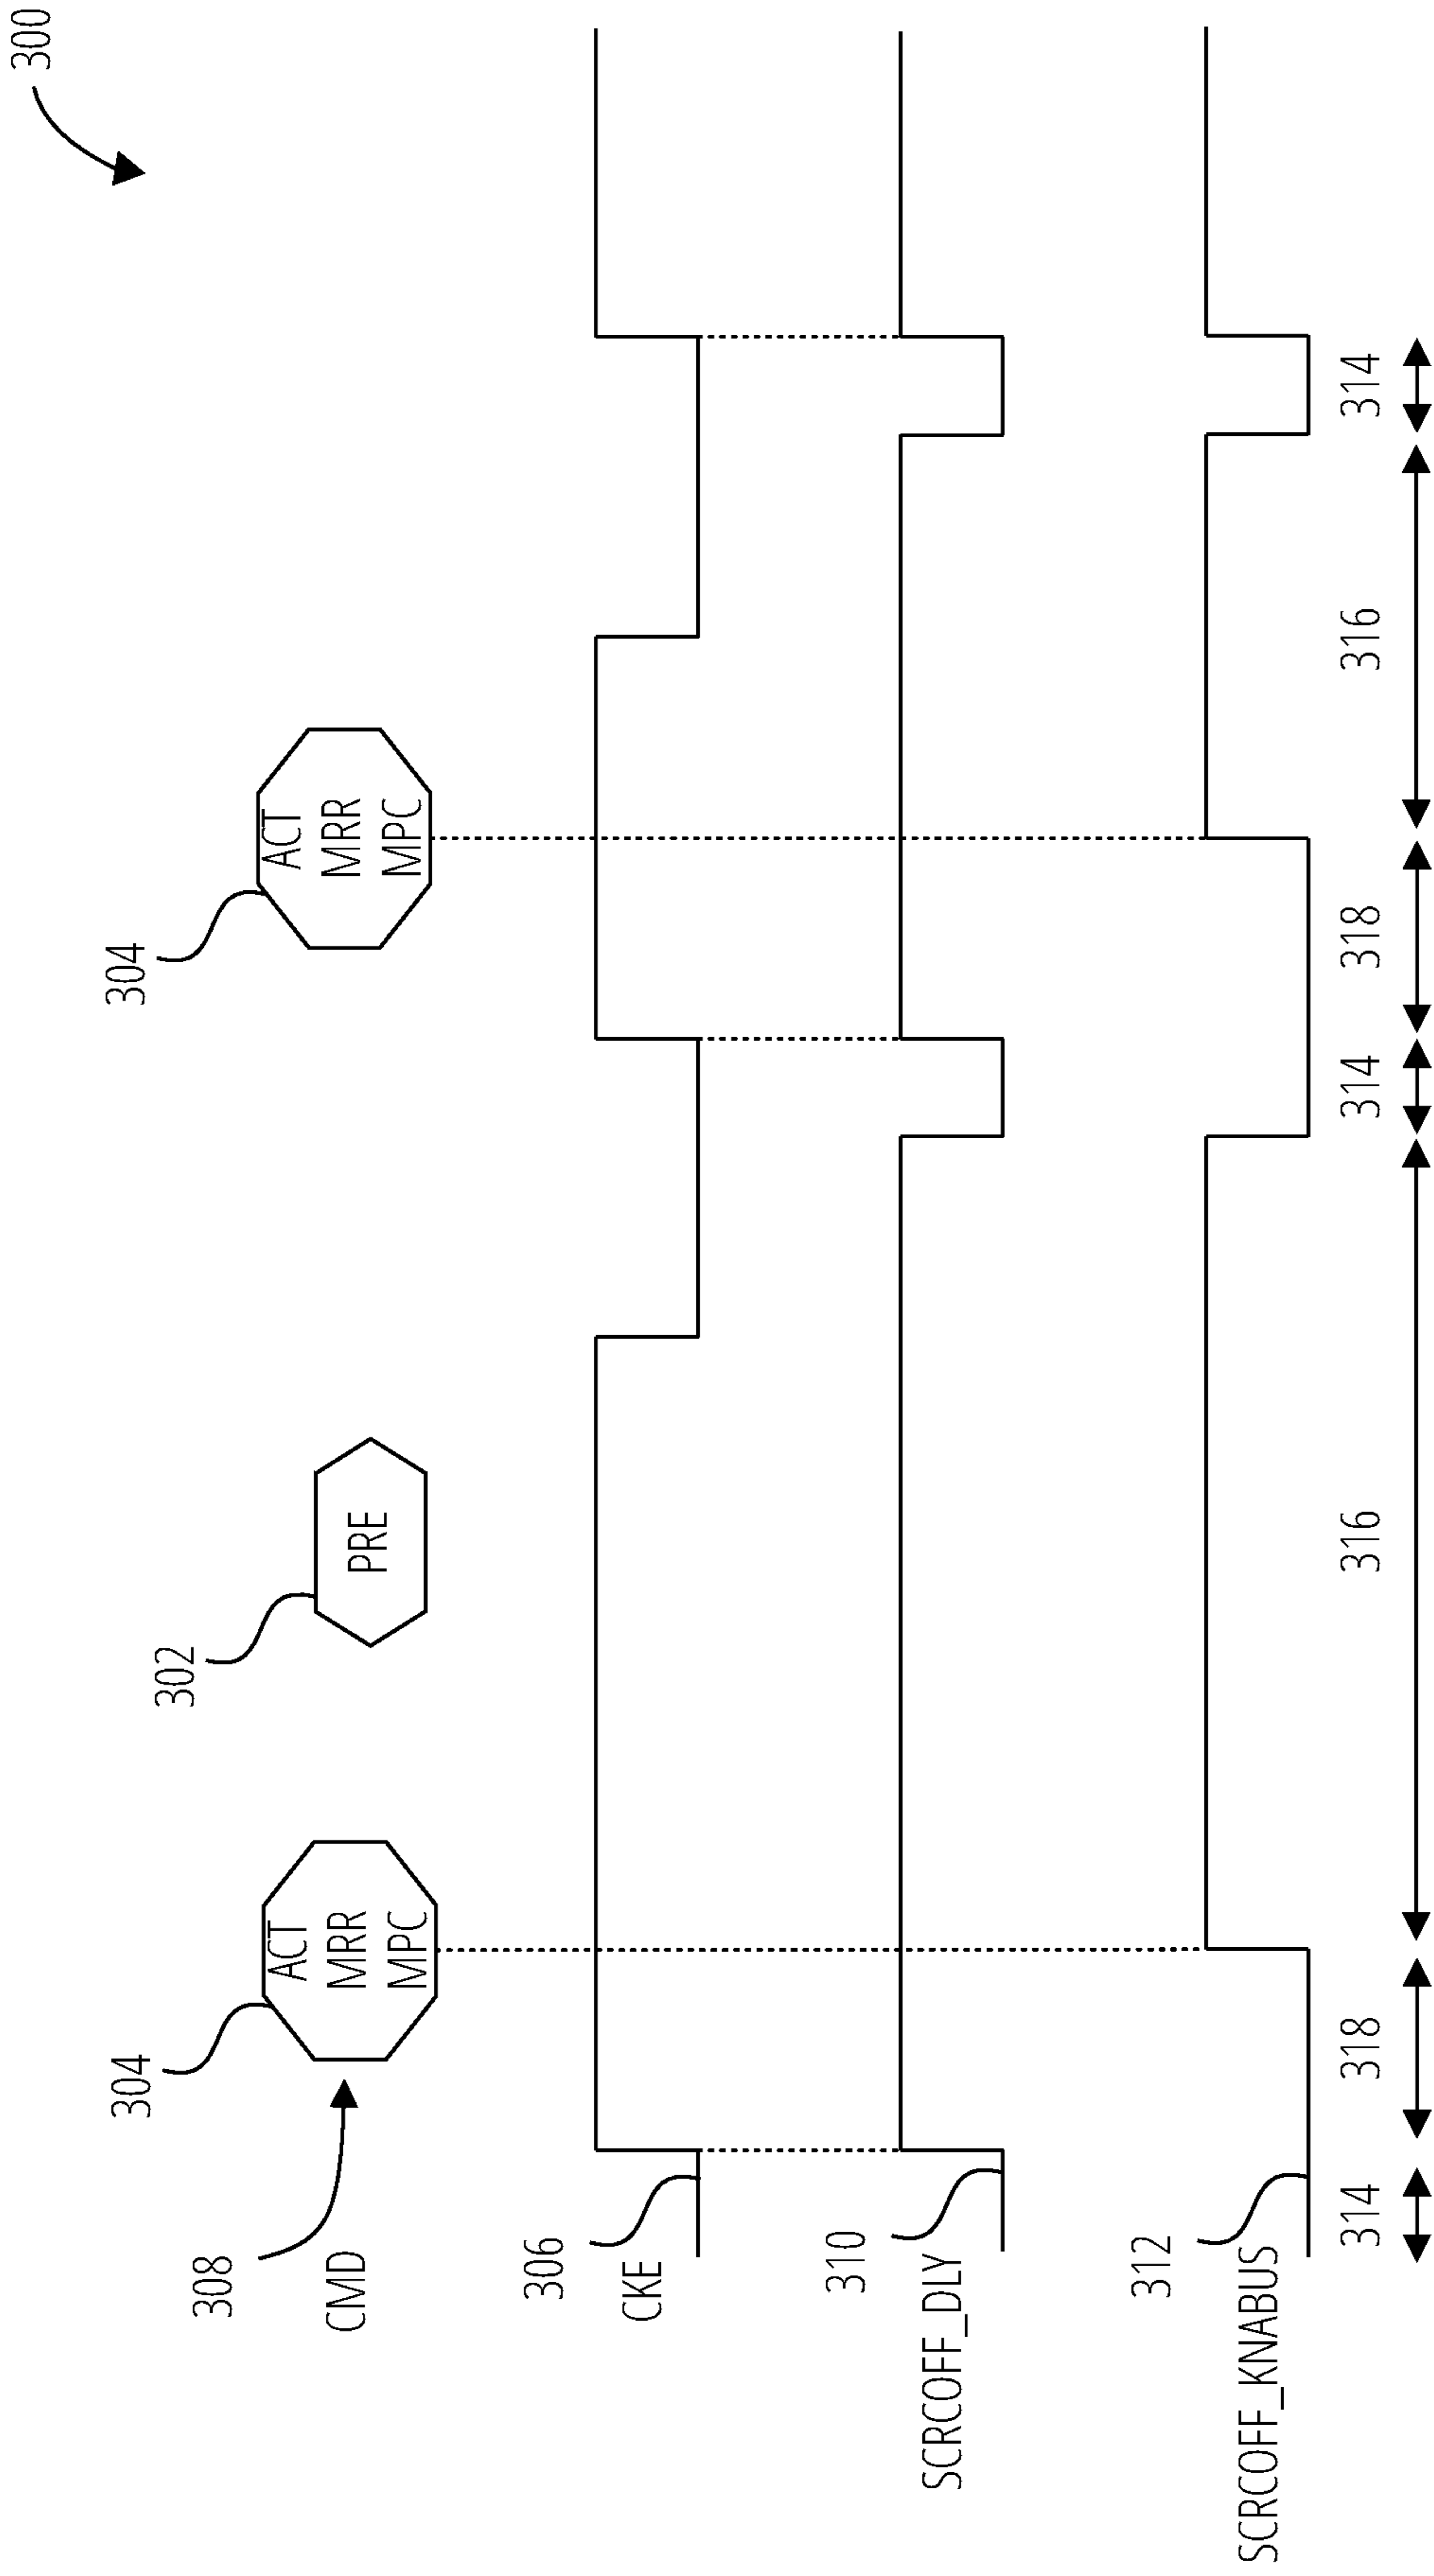 300
304
302
304
308
CMD
ACT
MRR
MPC
PRE
ACT
MRR
MPC
306
CKE
310
SCRCOFF_DLY
312
SCRCOFF_KNABUS
314
318
316
314
318
316
314